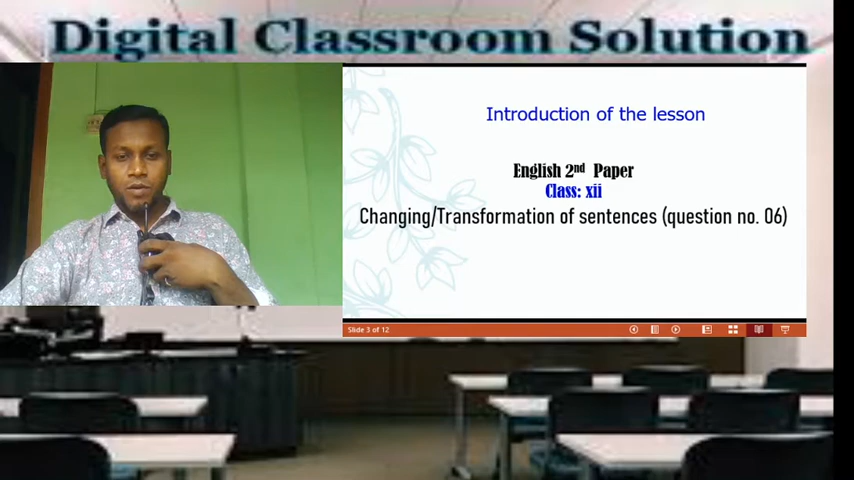 Digital Classroom Solution
Introduction of the lesson
English 2nd Paper
Class: xii
Changing/Transformation of sentences (question no. 06)
Slide 3 of 12